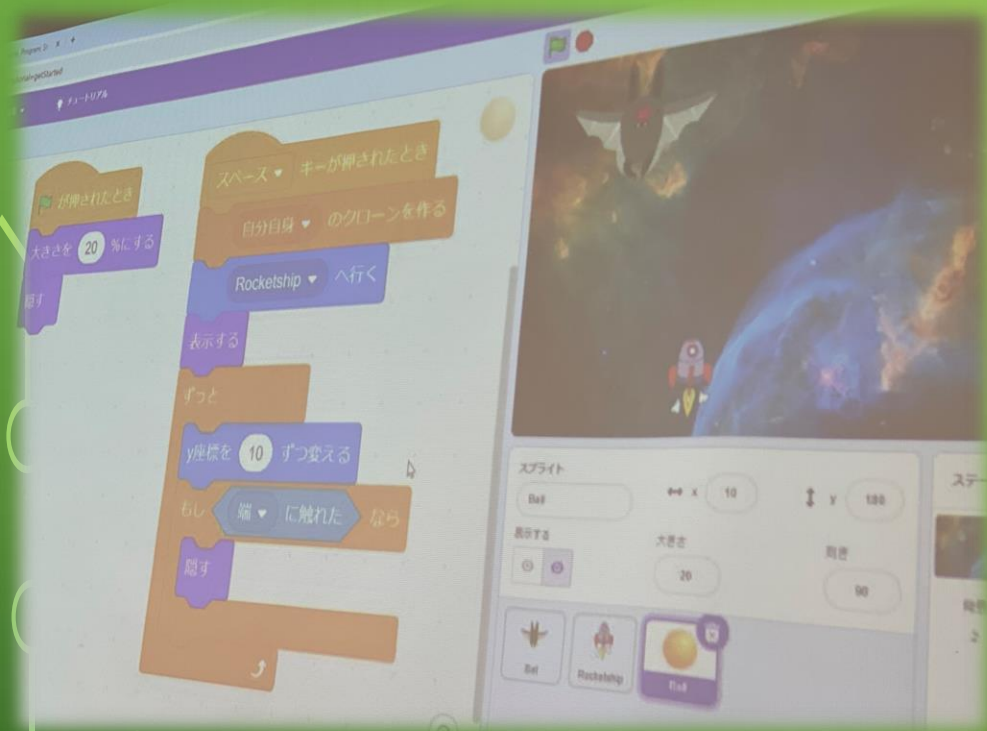 チュートリアル
が押されたとき
大きさを 20 %にする
隠す
スペース キーが押されたとき
自分自身 のクローンを作る
Rocketship へ行く
表示する
ずっと
y座標を 10 ずつ変える
もし 端 に触れた なら
隠す
スプライト
Ball
x 10
y 180
表示する
大きさ
20
向き
90
Bat
Rocketship
Ball
ステー
2